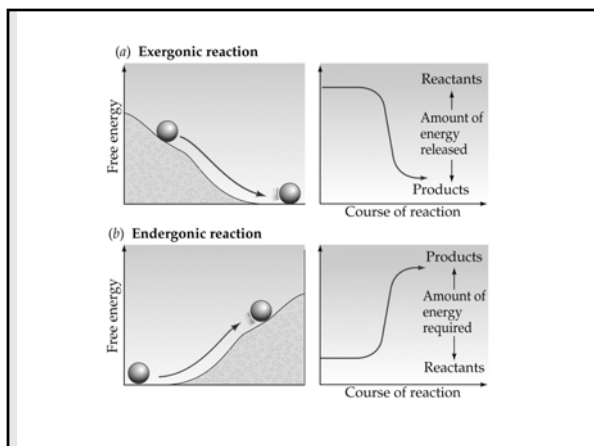 (a) Exergonic reaction
Free energy
Reactants
Amount of
energy
released
Products
Course of reaction
(b) Endergonic reaction
Free energy
Products
Amount of
energy
required
Reactants
Course of reaction